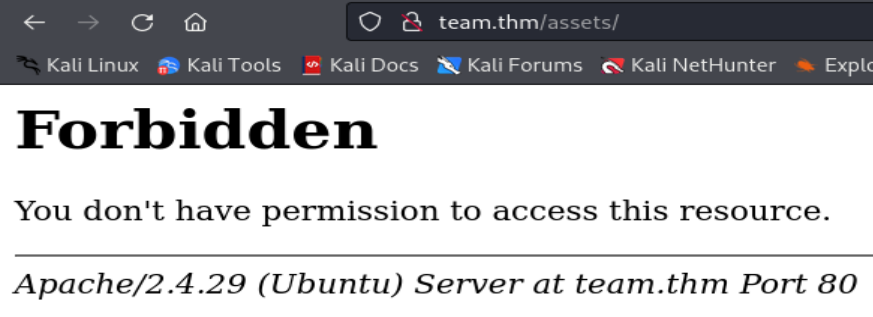 team.thm/assets/
Kali Linux Kali Tools Kali Docs Kali Forums Kali NetHunter
Forbidden
You don't have permission to access this resource.
Apache/2.4.29 (Ubuntu) Server at team.thm Port 80